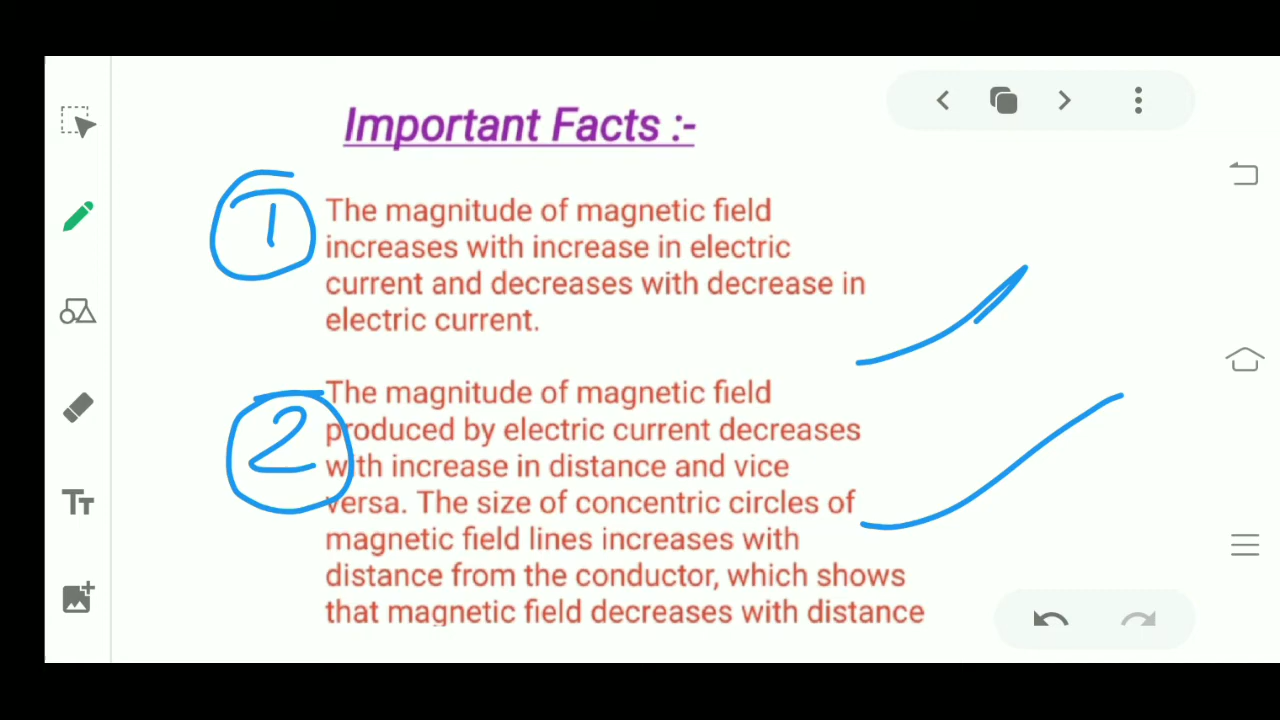 Important Facts :-
1
The magnitude of magnetic field
increases with increase in electric
current and decreases with decrease in
electric current.
2
The magnitude of magnetic field
produced by electric current decreases
with increase in distance and vice
versa. The size of concentric circles of
magnetic field lines increases with
distance from the conductor, which shows
that magnetic field decreases with distance
TT